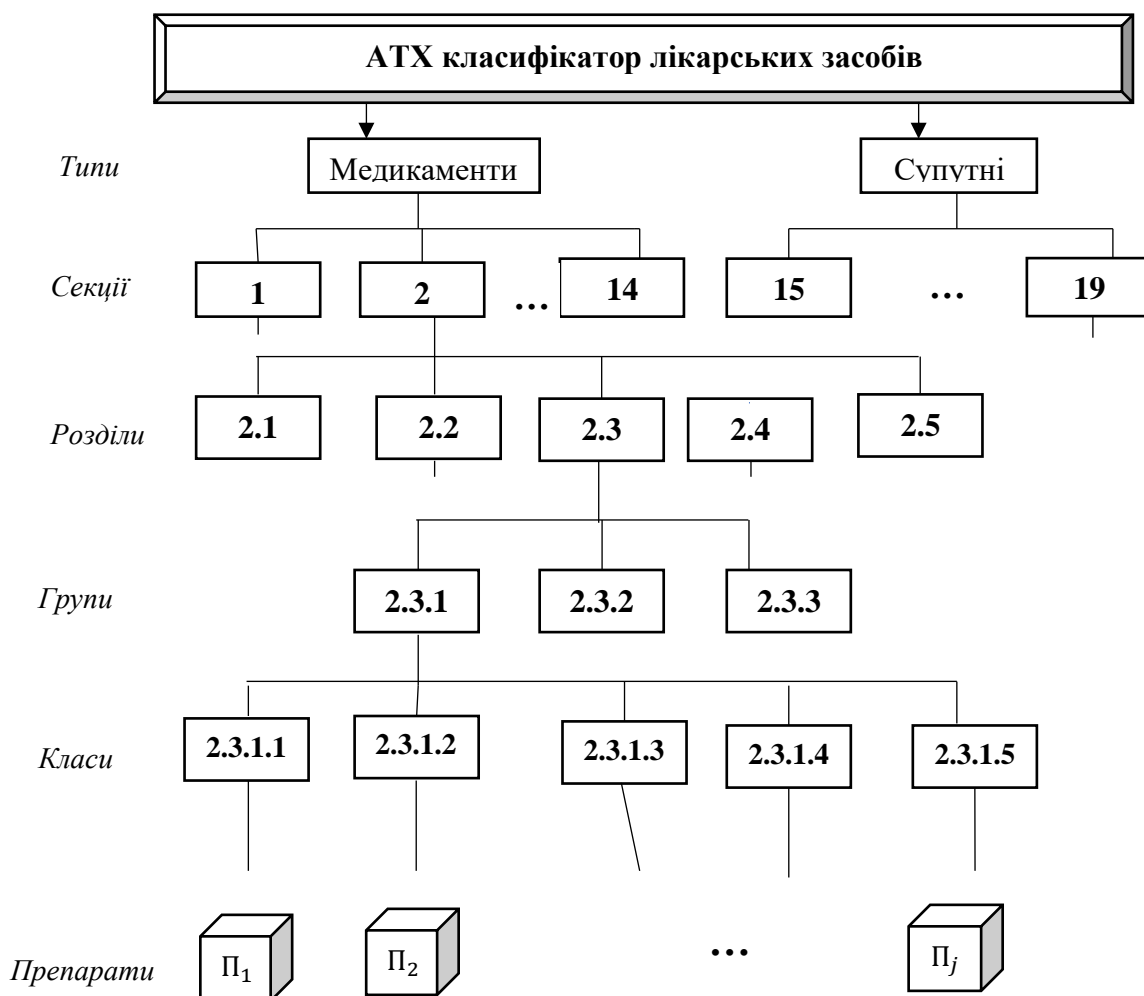 АТХ класифікатор лікарських засобів
Типи Медикаменти Супутні
Секції 1 2 ... 14 15 ... 19
Розділи 2.1 2.2 2.3 2.4 2.5
Групи 2.3.1 2.3.2 2.3.3
Класи 2.3.1.1 2.3.1.2 2.3.1.3 2.3.1.4 2.3.1.5
Препарати П₁ П₂ ... Пⱼ